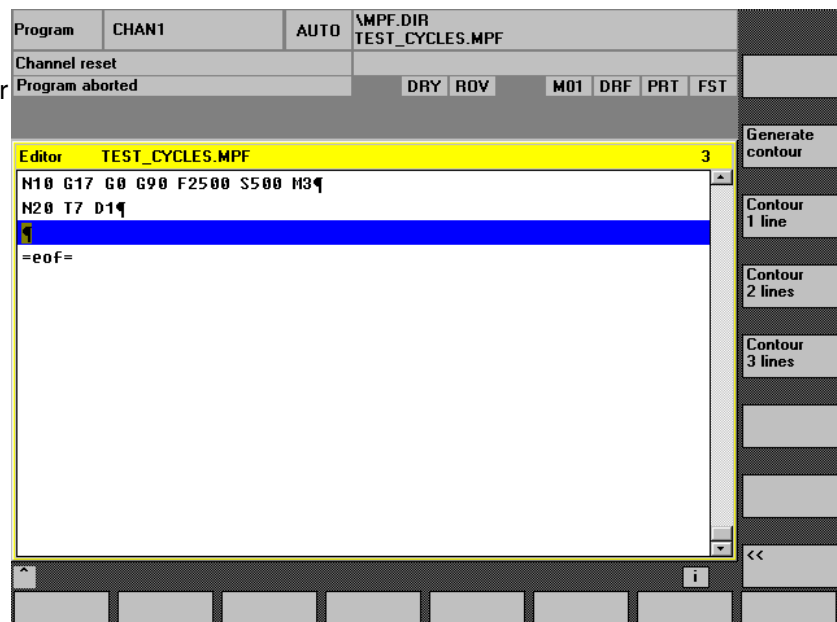 Program CHAN1 AUTO \MPF.DIR
TEST_CYCLES.MPF
Channel reset
r Program aborted DRY ROV M01 DRF PRT FST
Generate
contour
Editor TEST_CYCLES.MPF 3
N10 G17 G0 G90 F2500 S500 M3¶
N20 T7 D1¶
¶
=eof=
Contour
1 line
Contour
2 lines
Contour
3 lines
<<
^ i